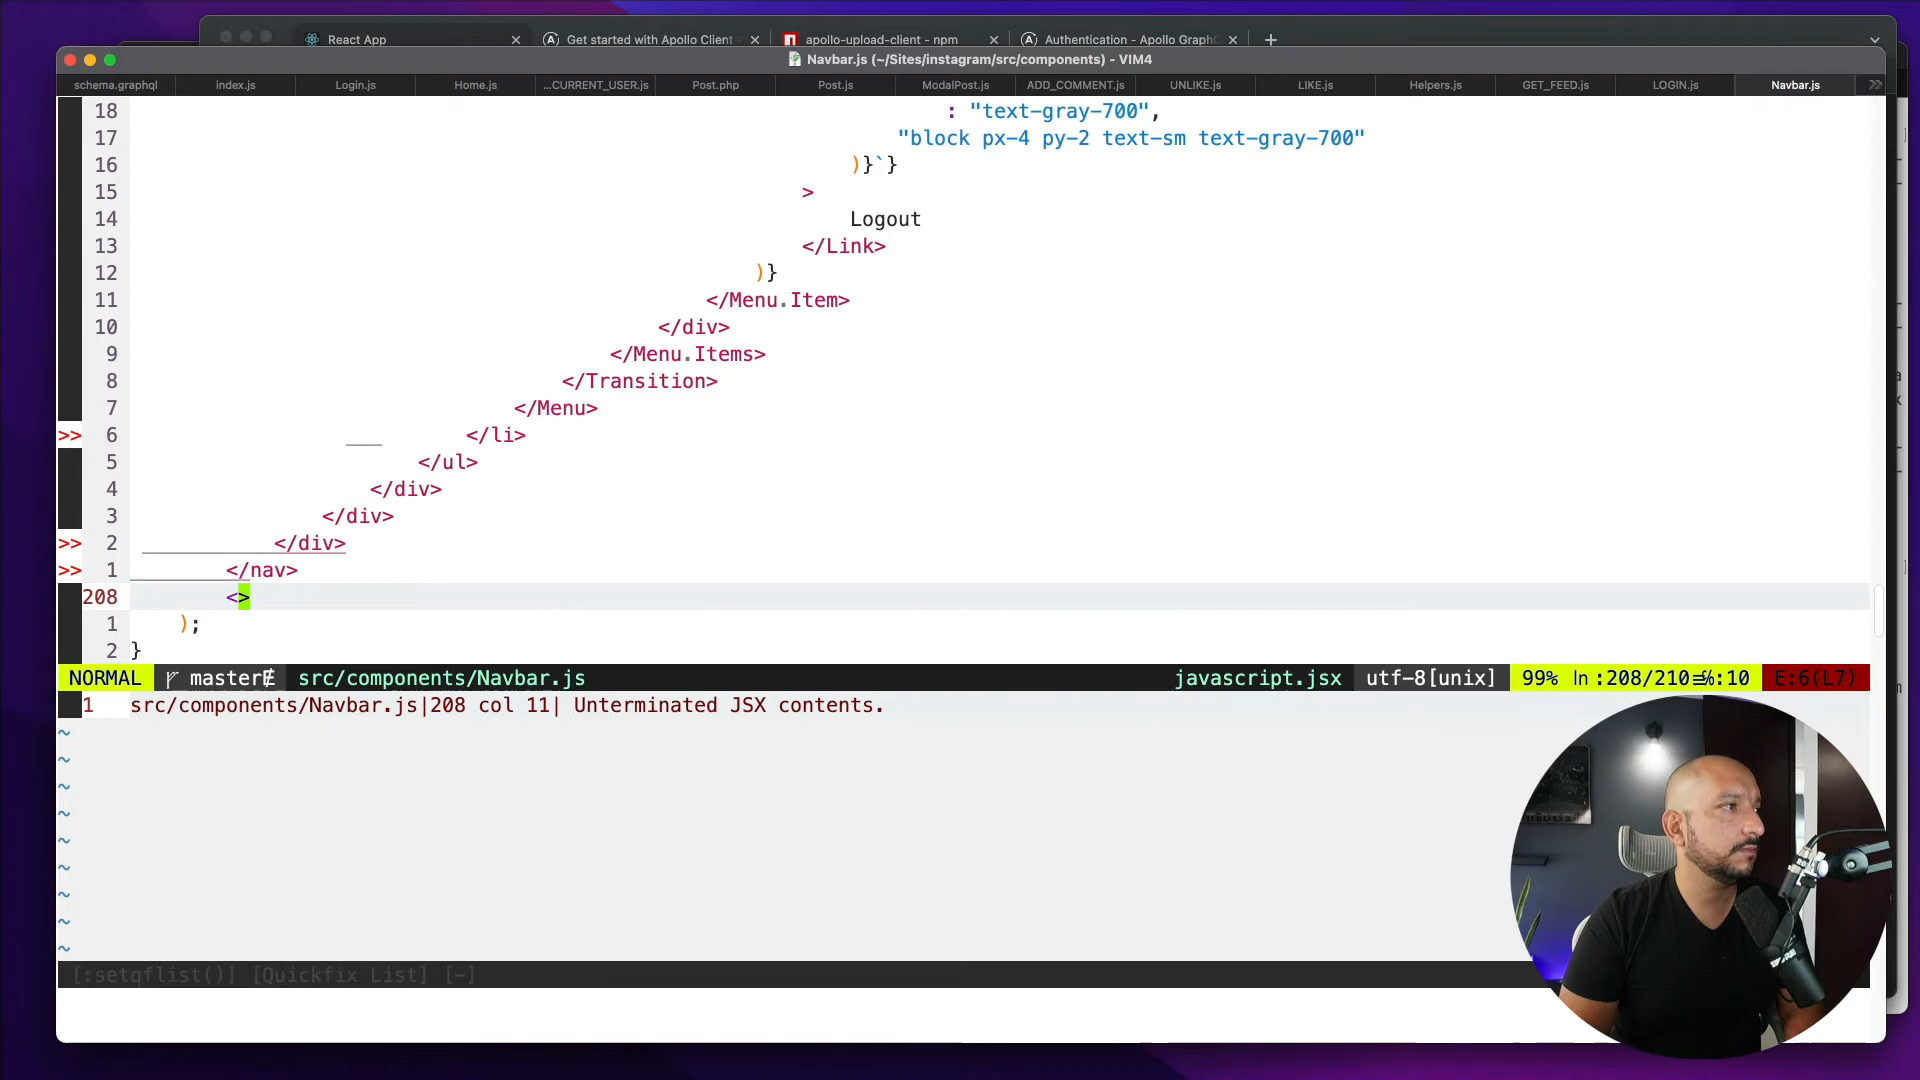 React App
Get started with Apollo Client
apollo-upload-client - npm
Authentication - Apollo Graph
Navbar.js (~/Sites/instagram/src/components) - VIM4
schema.graphql
index.js
Login.js
Home.js
...CURRENT_USER.js
Post.php
Post.js
ModalPost.js
ADD_COMMENT.js
UNLIKE.js
LIKE.js
Helpers.js
GET_FEED.js
LOGIN.js
Navbar.js
18 : "text-gray-700",
17 "block px-4 py-2 text-sm text-gray-700"
16 )}`}
15 >
14 Logout
13 </Link>
12 )}
11 </Menu.Item>
10 </div>
9 </Menu.Items>
8 </Transition>
7 </Menu>
>> 6 </li>
5 </ul>
4 </div>
3 </div>
>> 2 </div>
>> 1 </nav>
208 <>
1 );
2 }
NORMAL master src/components/Navbar.js javascript.jsx utf-8[unix] 99% ln :208/210 ℅:10 E:6(L7)
1 src/components/Navbar.js|208 col 11| Unterminated JSX contents.
~
~
~
~
~
~
~
~
~
[:setqflist()] [Quickfix List] [-]